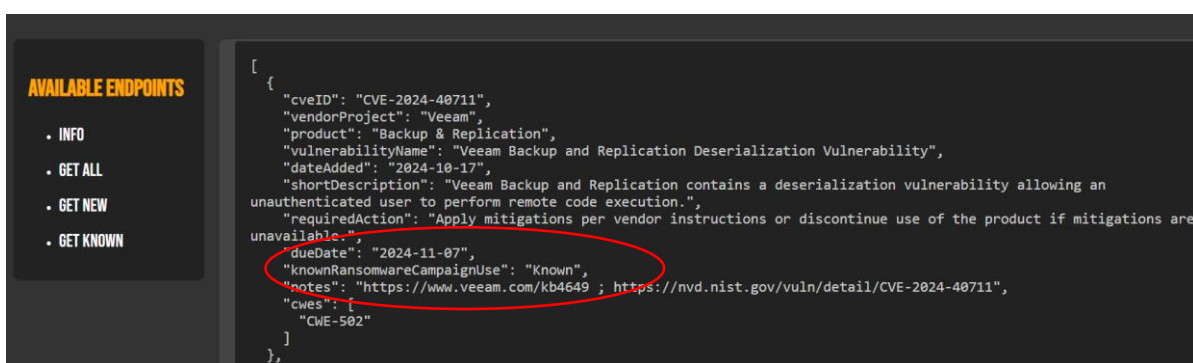 AVAILABLE ENDPOINTS
• INFO
• GET ALL
• GET NEW
• GET KNOWN
[
{
"cveID": "CVE-2024-40711",
"vendorProject": "Veeam",
"product": "Backup & Replication",
"vulnerabilityName": "Veeam Backup and Replication Deserialization Vulnerability",
"dateAdded": "2024-10-17",
"shortDescription": "Veeam Backup and Replication contains a deserialization vulnerability allowing an
unauthenticated user to perform remote code execution.",
"requiredAction": "Apply mitigations per vendor instructions or discontinue use of the product if mitigations are
unavailable.",
"dueDate": "2024-11-07",
"knownRansomwareCampaignUse": "Known",
"notes": "https://www.veeam.com/kb4649 ; https://nvd.nist.gov/vuln/detail/CVE-2024-40711",
"cwes": [
"CWE-502"
]
},